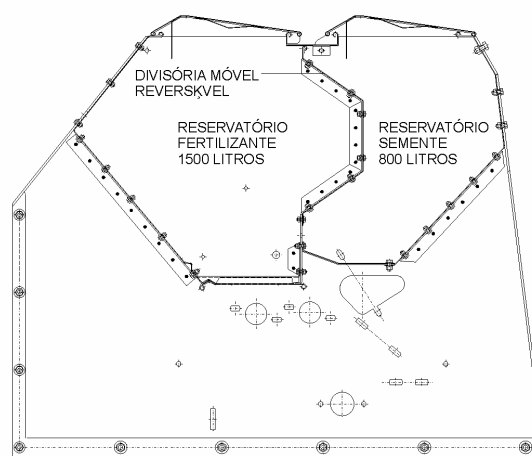 DIVISÓRIA MÓVEL
REVERSKVEL
RESERVATÓRIO
FERTILIZANTE
1500 LITROS
RESERVATÓRIO
SEMENTE
800 LITROS